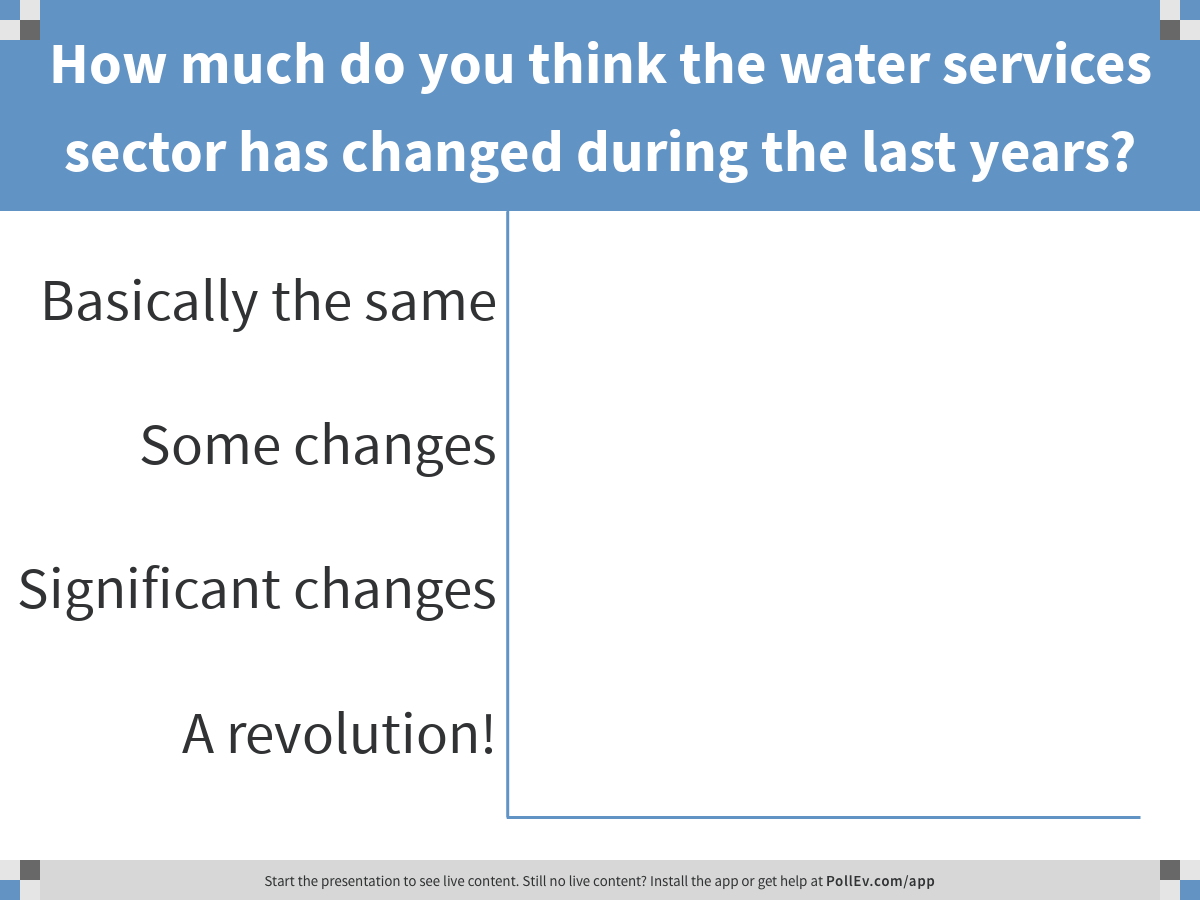 How much do you think the water services
sector has changed during the last years?
Basically the same
Some changes
Significant changes
A revolution!
Start the presentation to see live content. Still no live content? Install the app or get help at PollEv.com/app